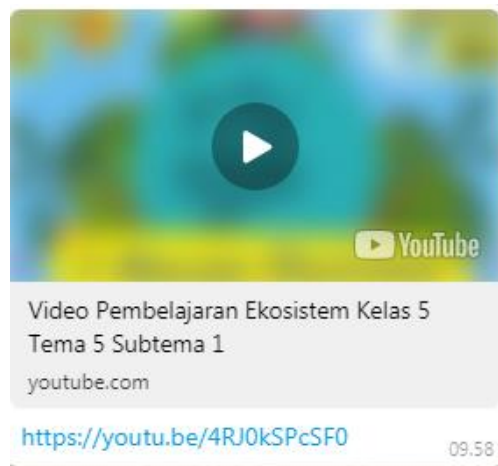 YouTube
Video Pembelajaran Ekosistem Kelas 5
Tema 5 Subtema 1
youtube.com
https://youtu.be/4RJ0kSPcSF0
09.58